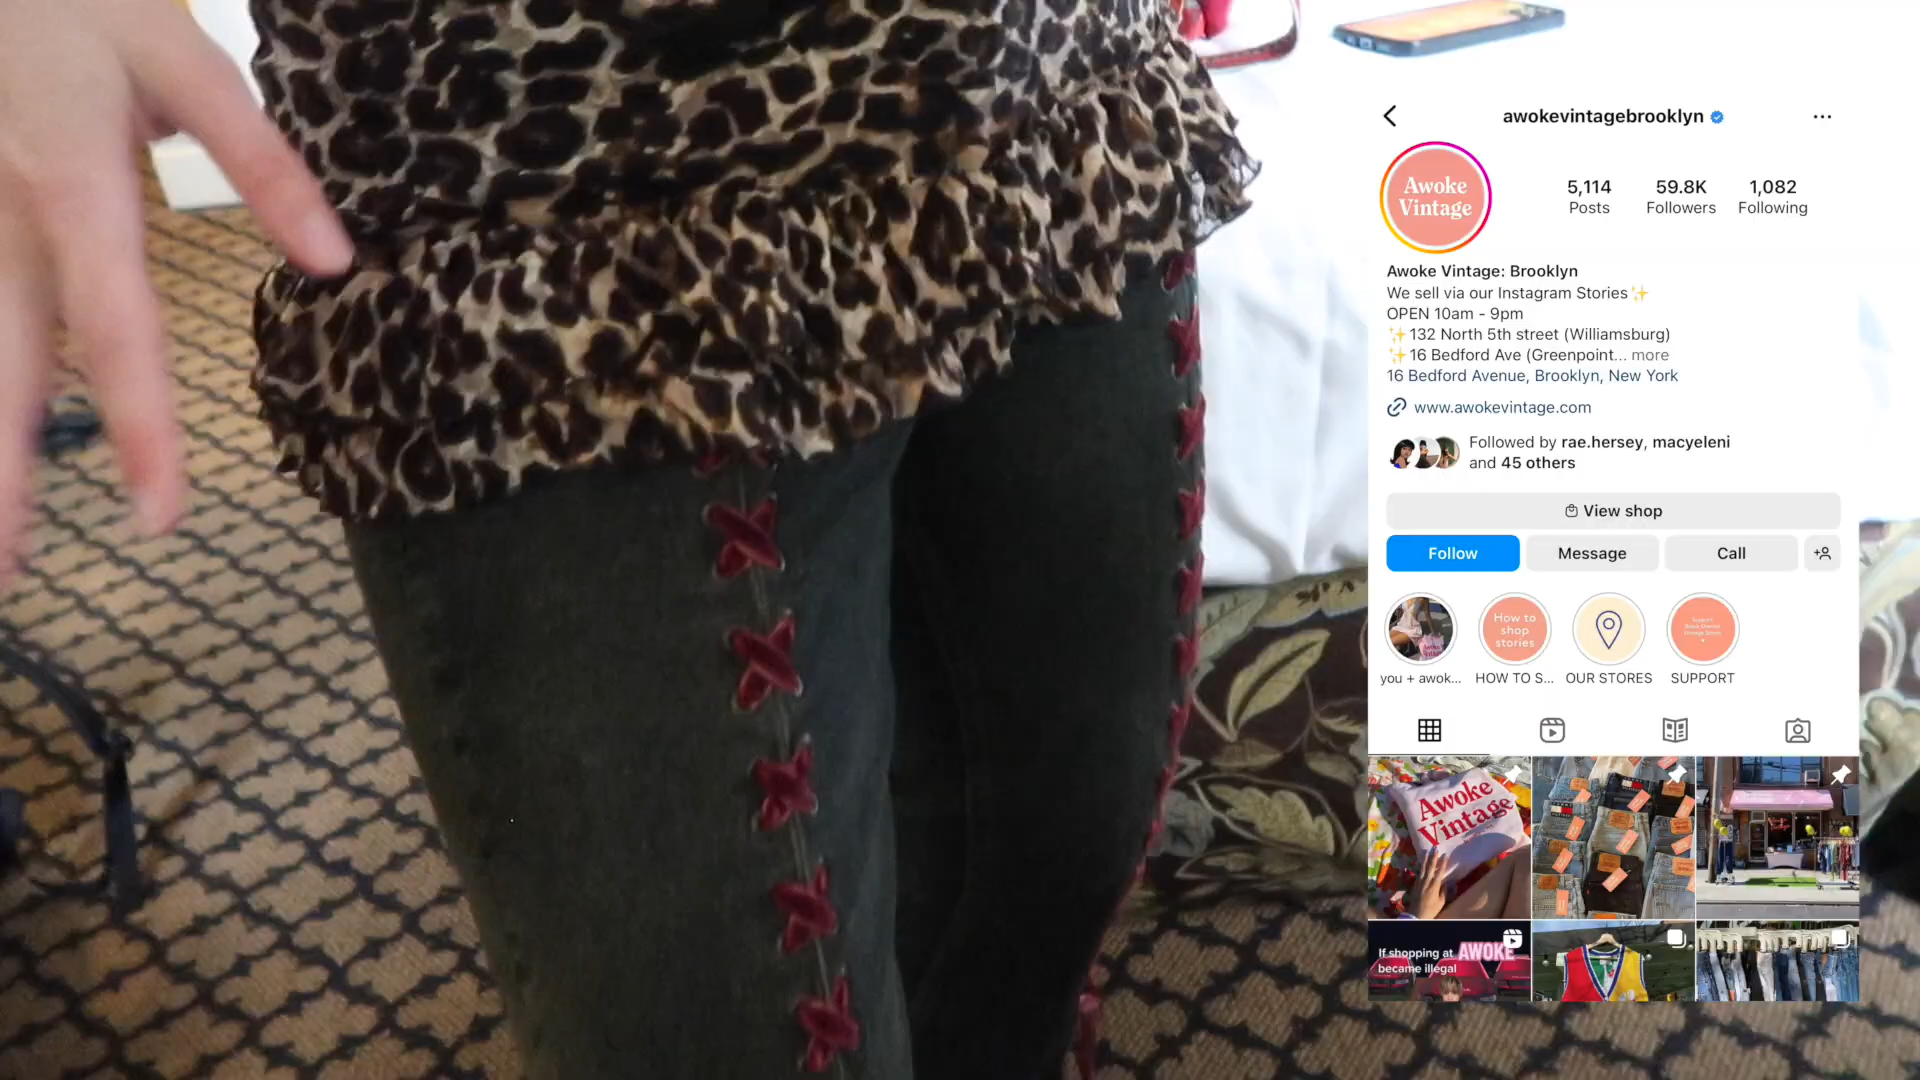 awokevintagebrooklyn
Awoke
Vintage
5,114
Posts
59.8K
Followers
1,082
Following
Awoke Vintage: Brooklyn
We sell via our Instagram Stories✨
OPEN 10am - 9pm
✨132 North 5th street (Williamsburg)
✨16 Bedford Ave (Greenpoint... more
16 Bedford Avenue, Brooklyn, New York
www.awokevintage.com
Followed by rae.hersey, macyeleni
and 45 others
View shop
Follow
Message
Call
How to
shop
stories
you + awok...
HOW TO S...
OUR STORES
SUPPORT
Awoke
Vintage
If shopping at AWOKE
became illegal